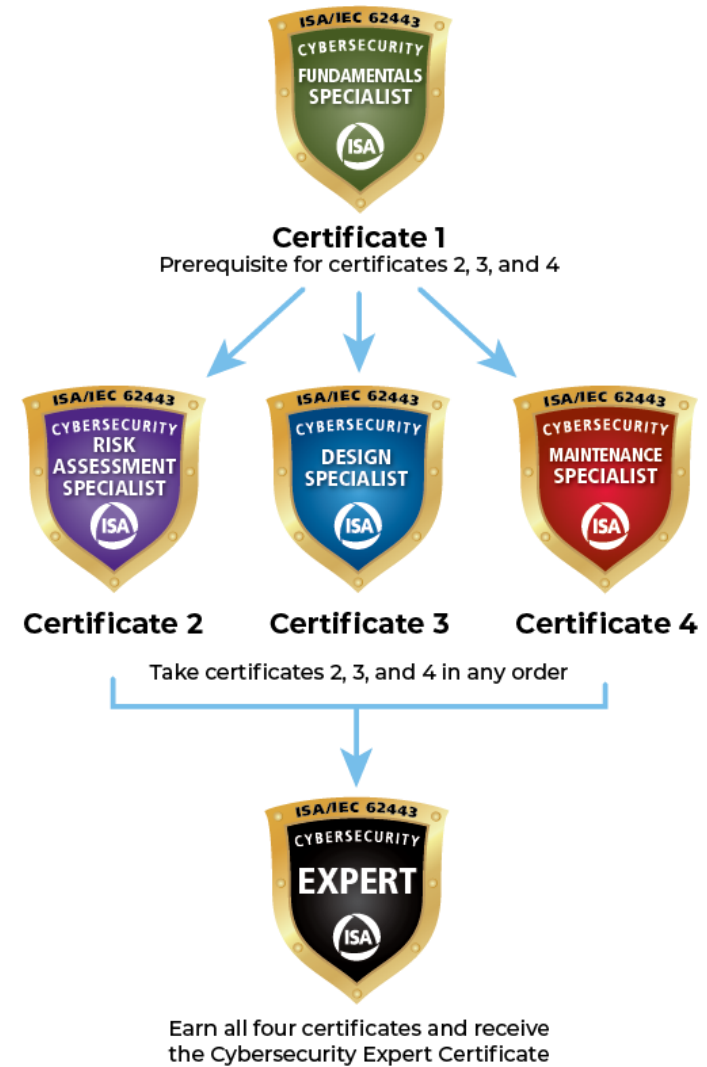 ISA/IEC 62443
CYBERSECURITY
FUNDAMENTALS
SPECIALIST
ISA
Certificate 1
Prerequisite for certificates 2, 3, and 4
ISA/IEC 62443
CYBERSECURITY
RISK
ASSESSMENT
SPECIALIST
ISA
Certificate 2
ISA/IEC 62443
CYBERSECURITY
DESIGN
SPECIALIST
ISA
Certificate 3
ISA/IEC 62443
CYBERSECURITY
MAINTENANCE
SPECIALIST
ISA
Certificate 4
Take certificates 2, 3, and 4 in any order
ISA/IEC 62443
CYBERSECURITY
EXPERT
ISA
Earn all four certificates and receive
the Cybersecurity Expert Certificate